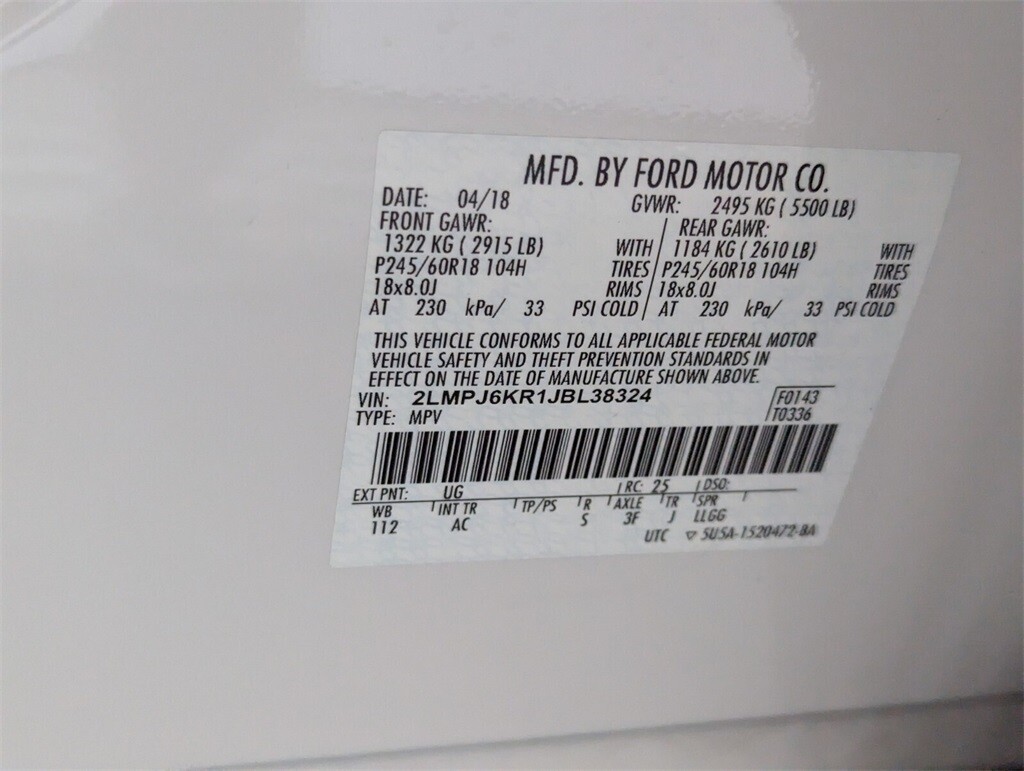 MFD. BY FORD MOTOR CO.
DATE: 04/18 GVWR: 2495 KG ( 5500 LB)
FRONT GAWR: REAR GAWR:
1322 KG ( 2915 LB) WITH 1184 KG ( 2610 LB) WITH
P245/60R18 104H TIRES P245/60R18 104H TIRES
18x8.0J RIMS 18x8.0J RIMS
AT 230 kPa/ 33 PSI COLD AT 230 kPa/ 33 PSI COLD
THIS VEHICLE CONFORMS TO ALL APPLICABLE FEDERAL MOTOR
VEHICLE SAFETY AND THEFT PREVENTION STANDARDS IN
EFFECT ON THE DATE OF MANUFACTURE SHOWN ABOVE.
VIN: 2LMPJ6KR1JBL38324 F0143
TYPE: MPV T0336
EXT PNT: UG RC: 25 DSO:
WB INT TR TP/PS R AXLE TR SPR
112 AC S 3F J LLGG
UTC ▽ 5U5A-1520472-BA